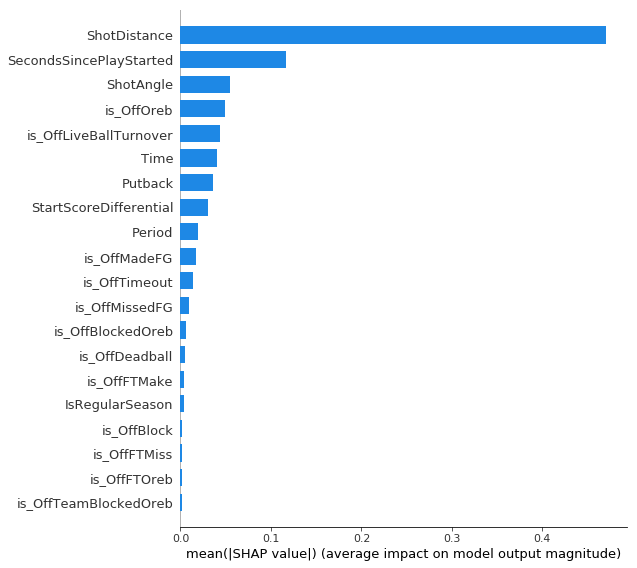 ShotDistance
SecondsSincePlayStarted
ShotAngle
is_OffOreb
is_OffLiveBallTurnover
Time
Putback
StartScoreDifferential
Period
is_OffMadeFG
is_OffTimeout
is_OffMissedFG
is_OffBlockedOreb
is_OffDeadball
is_OffFTMake
IsRegularSeason
is_OffBlock
is_OffFTMiss
is_OffFTOreb
is_OffTeamBlockedOreb
0.0 0.1 0.2 0.3 0.4
mean(|SHAP value|) (average impact on model output magnitude)